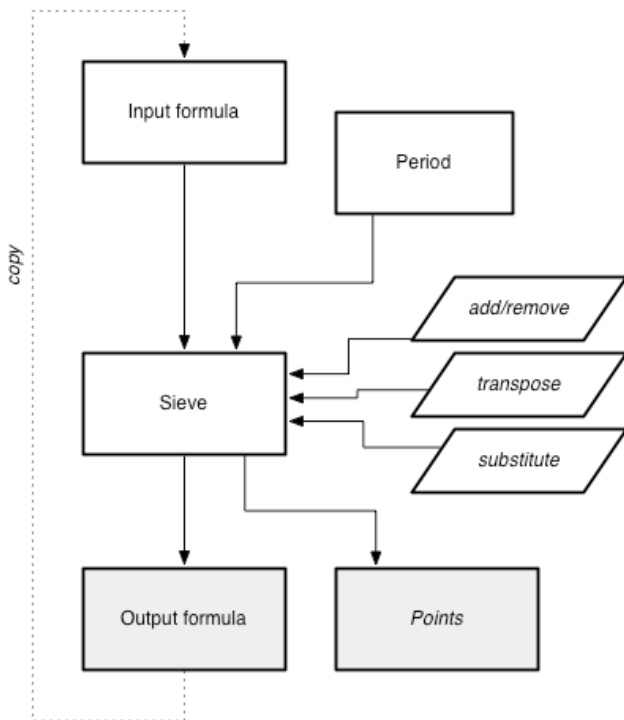 Input formula
Period
copy
add/remove
Sieve
transpose
substitute
Output formula
Points